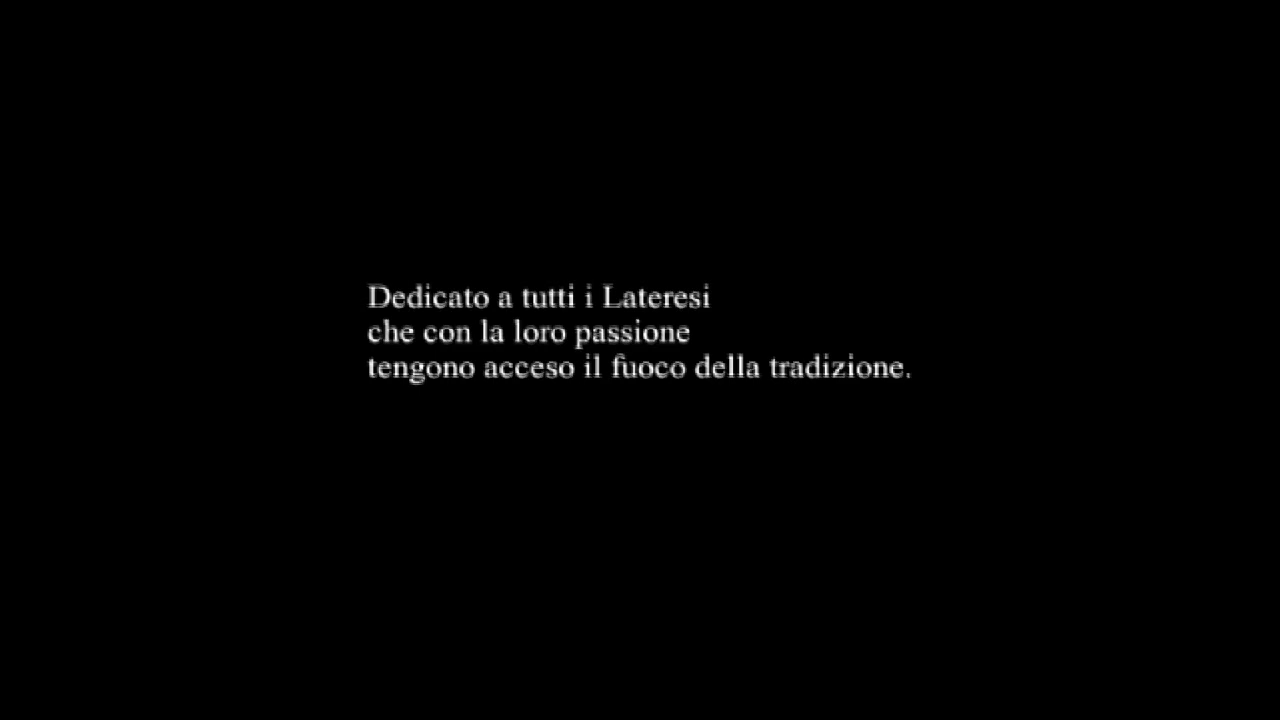 Dedicato a tutti i Lateresi
che con la loro passione
tengono acceso il fuoco della tradizione.